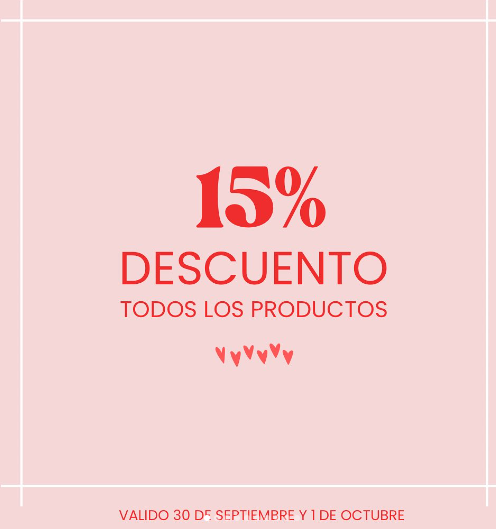 15%
DESCUENTO
TODOS LOS PRODUCTOS
VALIDO 30 DE SEPTIEMBRE Y 1 DE OCTUBRE